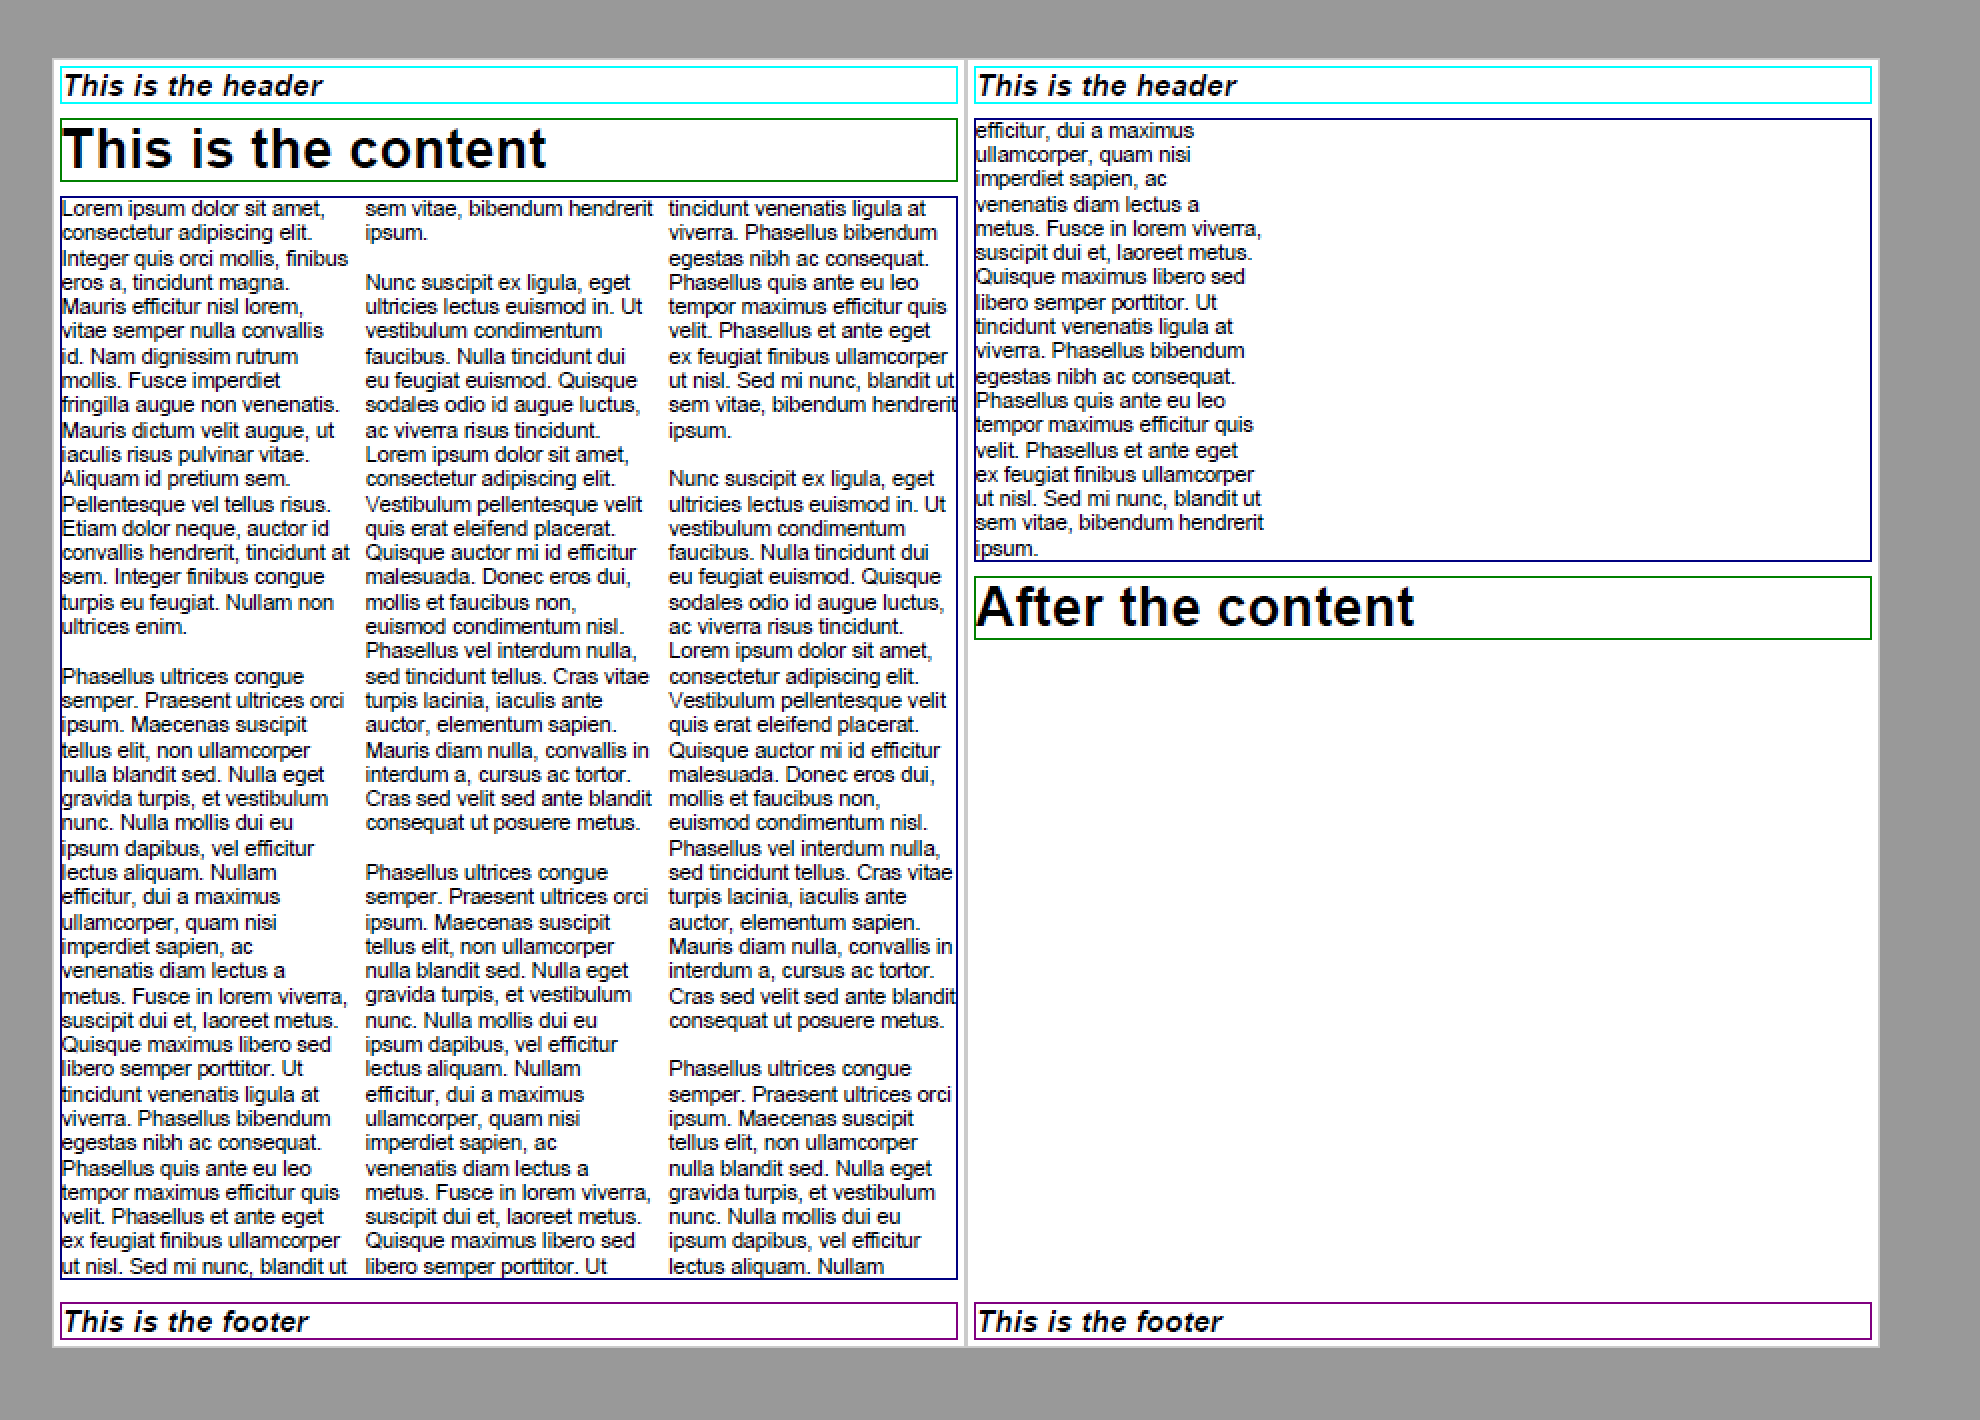 This is the header
This is the content
Lorem ipsum dolor sit amet,
consectetur adipiscing elit.
Integer quis orci mollis, finibus
eros a, tincidunt magna.
Mauris efficitur nisl lorem,
vitae semper nulla convallis
id. Nam dignissim rutrum
mollis. Fusce imperdiet
fringilla augue non venenatis.
Mauris dictum velit augue, ut
iaculis risus pulvinar vitae.
Aliquam id pretium sem.
Pellentesque vel tellus risus.
Etiam dolor neque, auctor id
convallis hendrerit, tincidunt at
sem. Integer finibus congue
turpis eu feugiat. Nullam non
ultrices enim.
Phasellus ultrices congue
semper. Praesent ultrices orci
ipsum. Maecenas suscipit
tellus elit, non ullamcorper
nulla blandit sed. Nulla eget
gravida turpis, et vestibulum
nunc. Nulla mollis dui eu
ipsum dapibus, vel efficitur
lectus aliquam. Nullam
efficitur, dui a maximus
ullamcorper, quam nisi
imperdiet sapien, ac
venenatis diam lectus a
metus. Fusce in lorem viverra,
suscipit dui et, laoreet metus.
Quisque maximus libero sed
libero semper porttitor. Ut
tincidunt venenatis ligula at
viverra. Phasellus bibendum
egestas nibh ac consequat.
Phasellus quis ante eu leo
tempor maximus efficitur quis
velit. Phasellus et ante eget
ex feugiat finibus ullamcorper
ut nisl. Sed mi nunc, blandit ut
sem vitae, bibendum hendrerit
ipsum.
Nunc suscipit ex ligula, eget
ultricies lectus euismod in. Ut
vestibulum condimentum
faucibus. Nulla tincidunt dui
eu feugiat euismod. Quisque
sodales odio id augue luctus,
ac viverra risus tincidunt.
Lorem ipsum dolor sit amet,
consectetur adipiscing elit.
Vestibulum pellentesque velit
quis erat eleifend placerat.
Quisque auctor mi id efficitur
malesuada. Donec eros dui,
mollis et faucibus non,
euismod condimentum nisl.
Phasellus vel interdum nulla,
sed tincidunt tellus. Cras vitae
turpis lacinia, iaculis ante
auctor, elementum sapien.
Mauris diam nulla, convallis in
interdum a, cursus ac tortor.
Cras sed velit sed ante blandit
consequat ut posuere metus.
Phasellus ultrices congue
semper. Praesent ultrices orci
ipsum. Maecenas suscipit
tellus elit, non ullamcorper
nulla blandit sed. Nulla eget
gravida turpis, et vestibulum
nunc. Nulla mollis dui eu
ipsum dapibus, vel efficitur
lectus aliquam. Nullam
efficitur, dui a maximus
ullamcorper, quam nisi
imperdiet sapien, ac
venenatis diam lectus a
metus. Fusce in lorem viverra,
suscipit dui et, laoreet metus.
Quisque maximus libero sed
libero semper porttitor. Ut
tincidunt venenatis ligula at
viverra. Phasellus bibendum
egestas nibh ac consequat.
Phasellus quis ante eu leo
tempor maximus efficitur quis
velit. Phasellus et ante eget
ex feugiat finibus ullamcorper
ut nisl. Sed mi nunc, blandit ut
sem vitae, bibendum hendrerit
ipsum.
Nunc suscipit ex ligula, eget
ultricies lectus euismod in. Ut
vestibulum condimentum
faucibus. Nulla tincidunt dui
eu feugiat euismod. Quisque
sodales odio id augue luctus,
ac viverra risus tincidunt.
Lorem ipsum dolor sit amet,
consectetur adipiscing elit.
Vestibulum pellentesque velit
quis erat eleifend placerat.
Quisque auctor mi id efficitur
malesuada. Donec eros dui,
mollis et faucibus non,
euismod condimentum nisl.
Phasellus vel interdum nulla,
sed tincidunt tellus. Cras vitae
turpis lacinia, iaculis ante
auctor, elementum sapien.
Mauris diam nulla, convallis in
interdum a, cursus ac tortor.
Cras sed velit sed ante blandit
consequat ut posuere metus.
Phasellus ultrices congue
semper. Praesent ultrices orci
ipsum. Maecenas suscipit
tellus elit, non ullamcorper
nulla blandit sed. Nulla eget
gravida turpis, et vestibulum
nunc. Nulla mollis dui eu
ipsum dapibus, vel efficitur
lectus aliquam. Nullam
This is the footer
This is the header
efficitur, dui a maximus
ullamcorper, quam nisi
imperdiet sapien, ac
venenatis diam lectus a
metus. Fusce in lorem viverra,
suscipit dui et, laoreet metus.
Quisque maximus libero sed
libero semper porttitor. Ut
tincidunt venenatis ligula at
viverra. Phasellus bibendum
egestas nibh ac consequat.
Phasellus quis ante eu leo
tempor maximus efficitur quis
velit. Phasellus et ante eget
ex feugiat finibus ullamcorper
ut nisl. Sed mi nunc, blandit ut
sem vitae, bibendum hendrerit
ipsum.
After the content
This is the footer